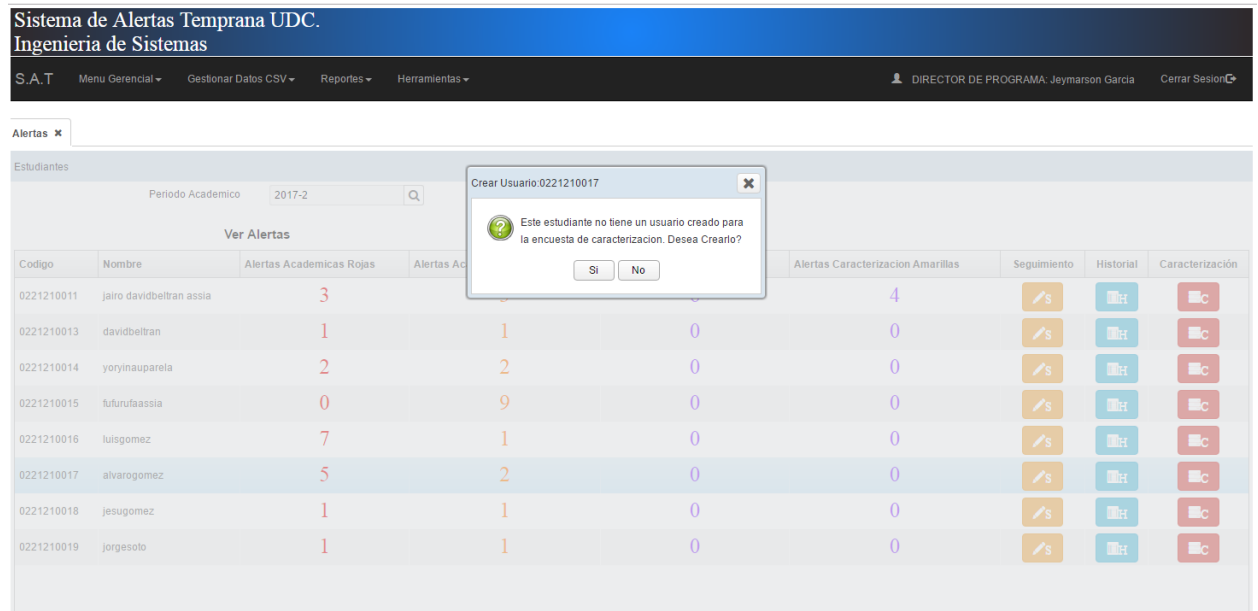 Sistema de Alertas Temprana UDC.
Ingenieria de Sistemas
S.A.T Menu Gerencial Gestionar Datos CSV Reportes Herramientas DIRECTOR DE PROGRAMA: Jeymarson Garcia Cerrar Sesion
Alertas
Estudiantes
Periodo Academico 2017-2
Crear Usuario:0221210017
Este estudiante no tiene un usuario creado para
la encuesta de caracterizacion. Desea Crearlo?
Si No
Ver Alertas
Codigo Nombre Alertas Academicas Rojas Alertas Ac Alertas Caracterizacion Amarillas Seguimiento Historial Caracterización
0221210011 jairo davidbeltran assia 3 4 S H C
0221210013 davidbeltran 1 1 0 0 S H C
0221210014 yoryinauparela 2 2 0 0 S H C
0221210015 fufurufaassia 0 9 0 0 S H C
0221210016 luisgomez 7 1 0 0 S H C
0221210017 alvarogomez 5 2 0 0 S H C
0221210018 jesugomez 1 1 0 0 S H C
0221210019 jorgesoto 1 1 0 0 S H C